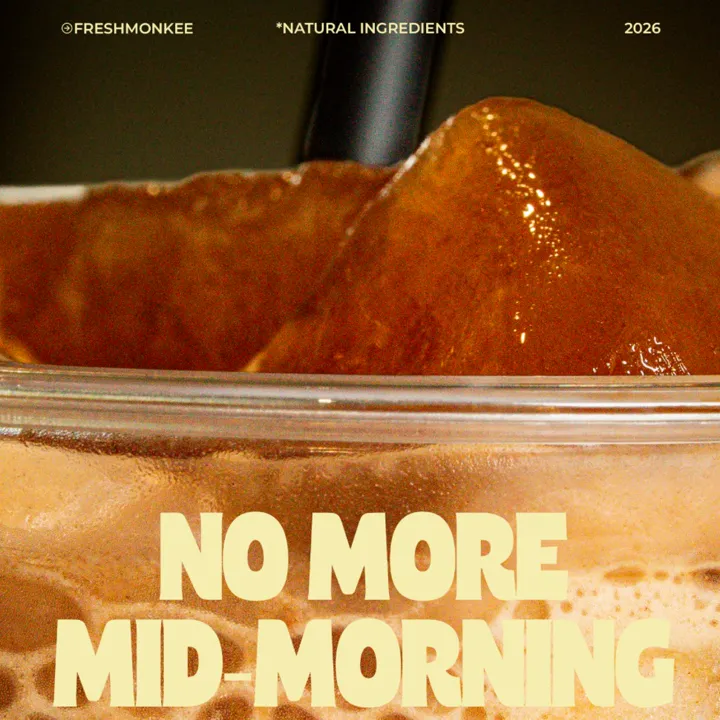 FRESHMONKEE
*NATURAL INGREDIENTS
2026
NO MORE
MID-MORNING